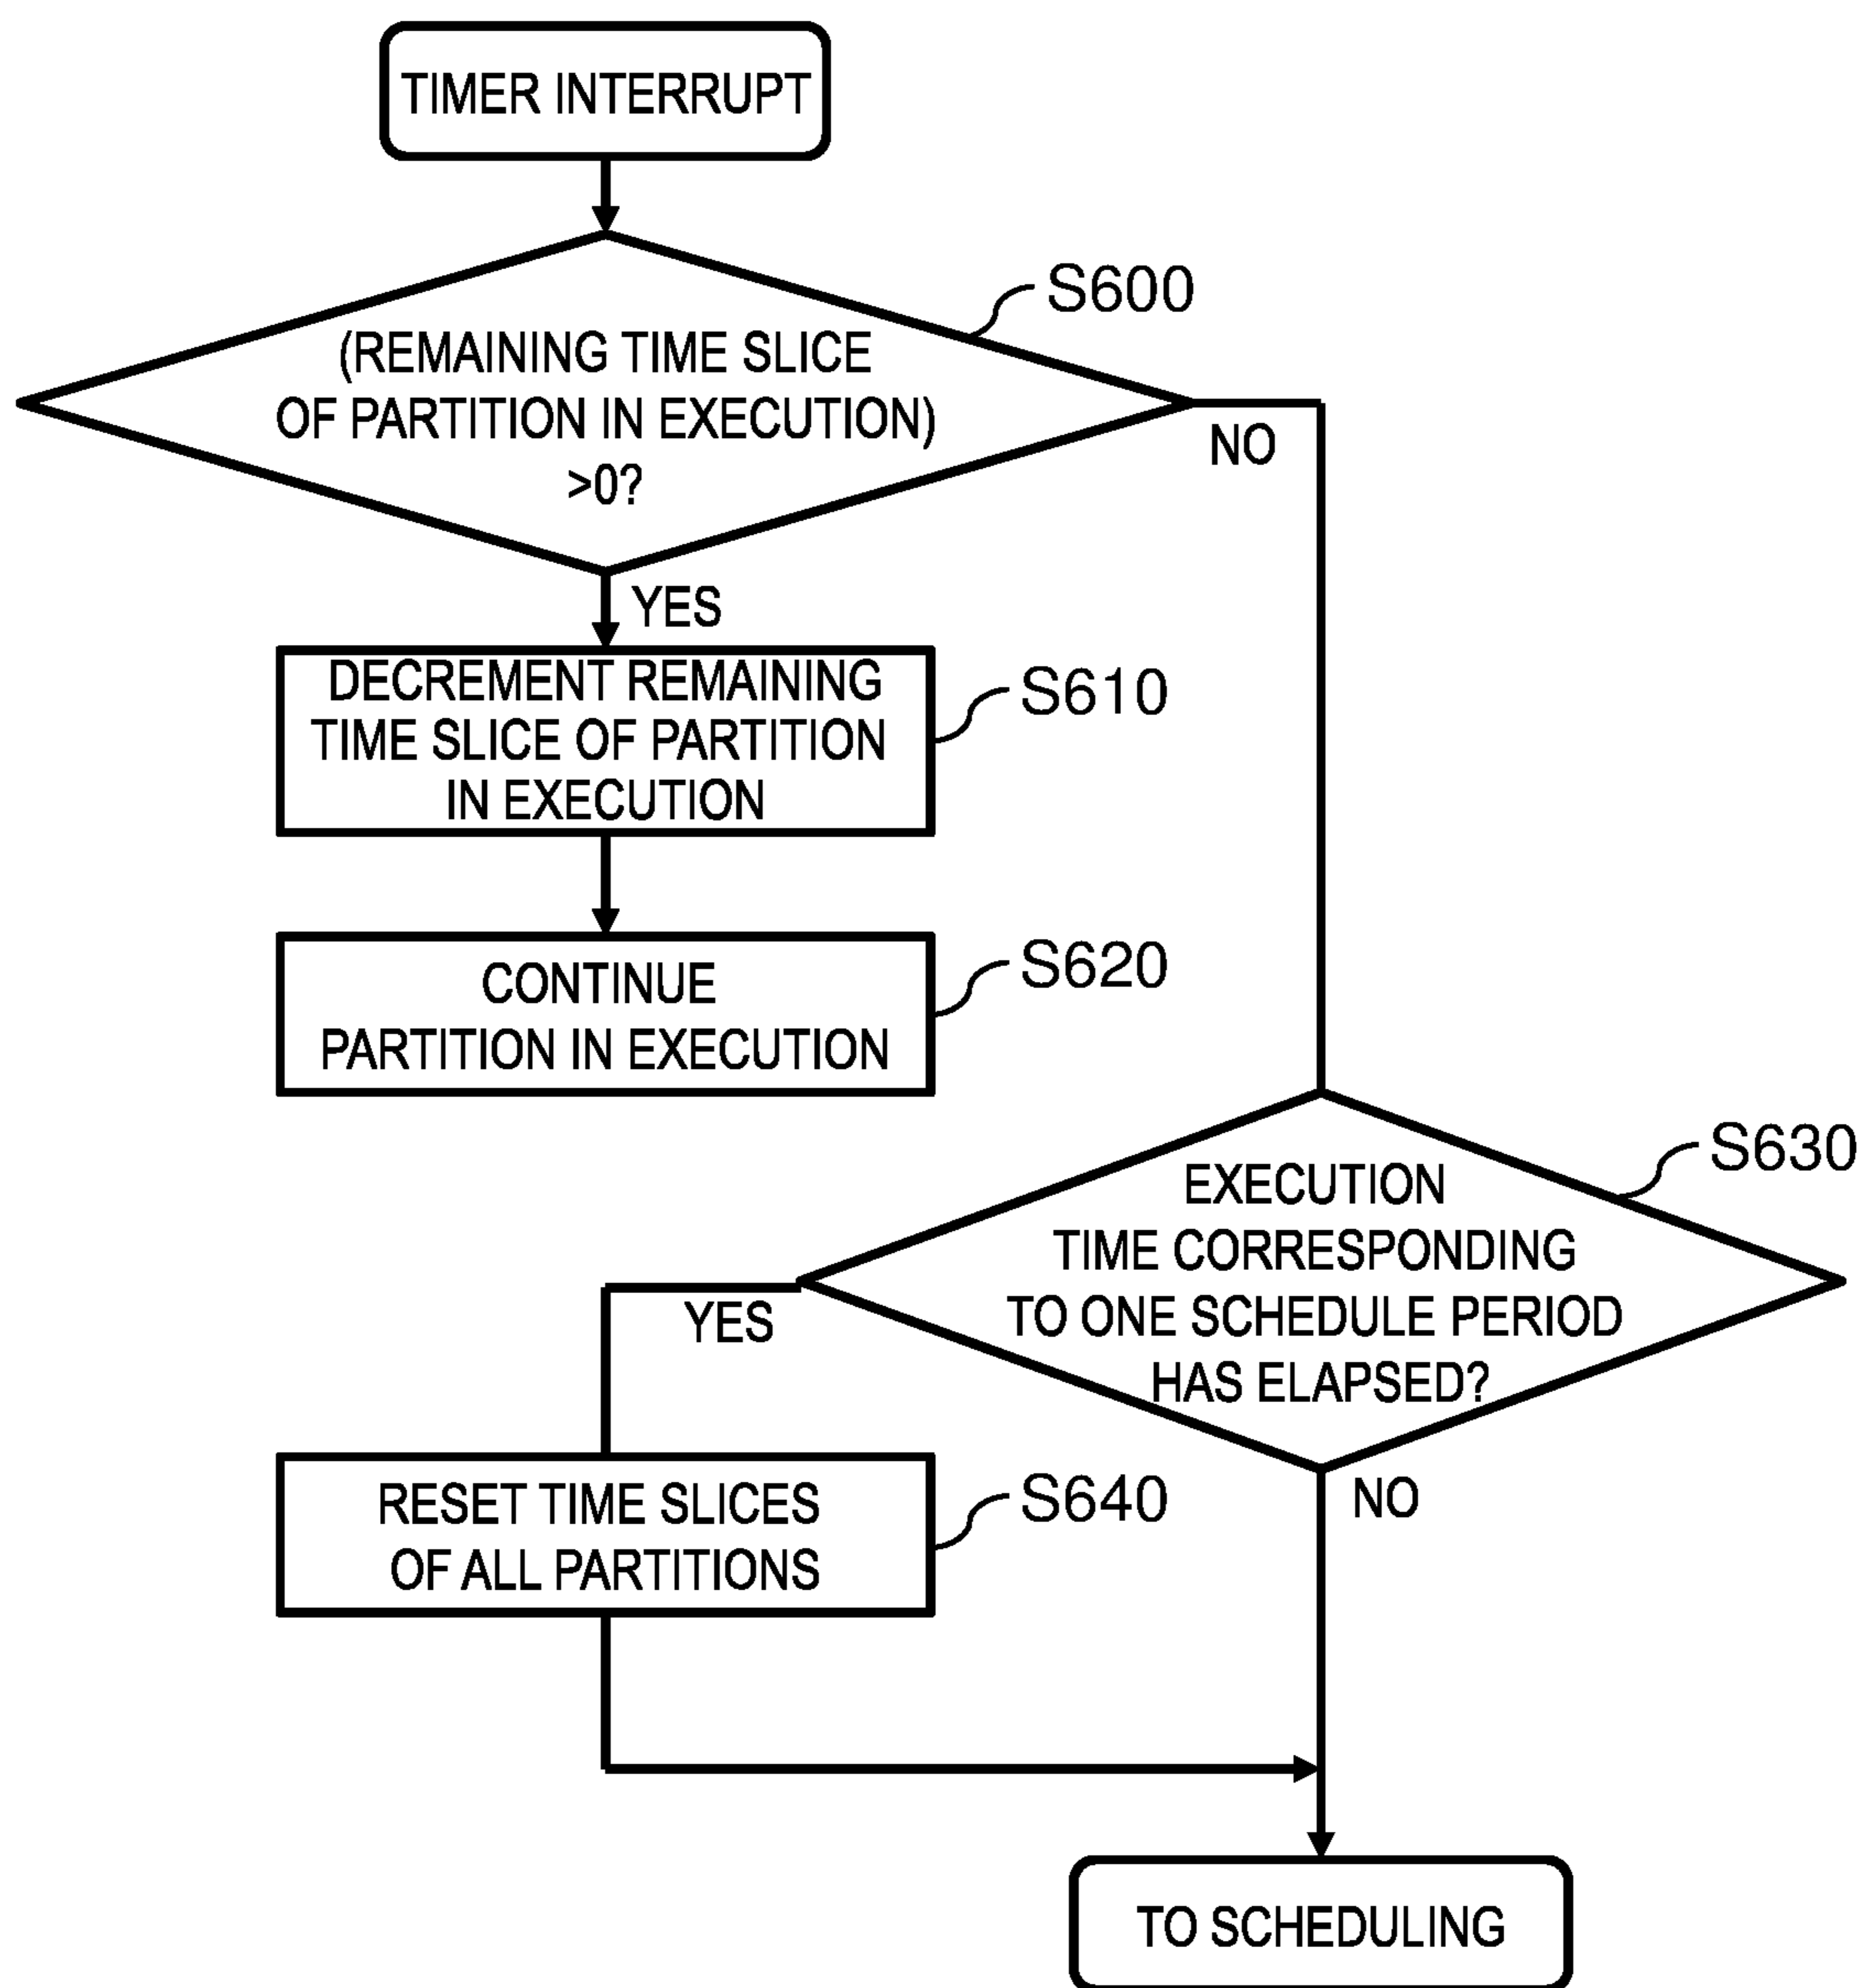 TIMER INTERRUPT
S600
(REMAINING TIME SLICE
OF PARTITION IN EXECUTION)
>0?
NO
YES
DECREMENT REMAINING
TIME SLICE OF PARTITION
IN EXECUTION
S610
CONTINUE
PARTITION IN EXECUTION
S620
S630
EXECUTION
TIME CORRESPONDING
TO ONE SCHEDULE PERIOD
HAS ELAPSED?
YES
NO
RESET TIME SLICES
OF ALL PARTITIONS
S640
TO SCHEDULING